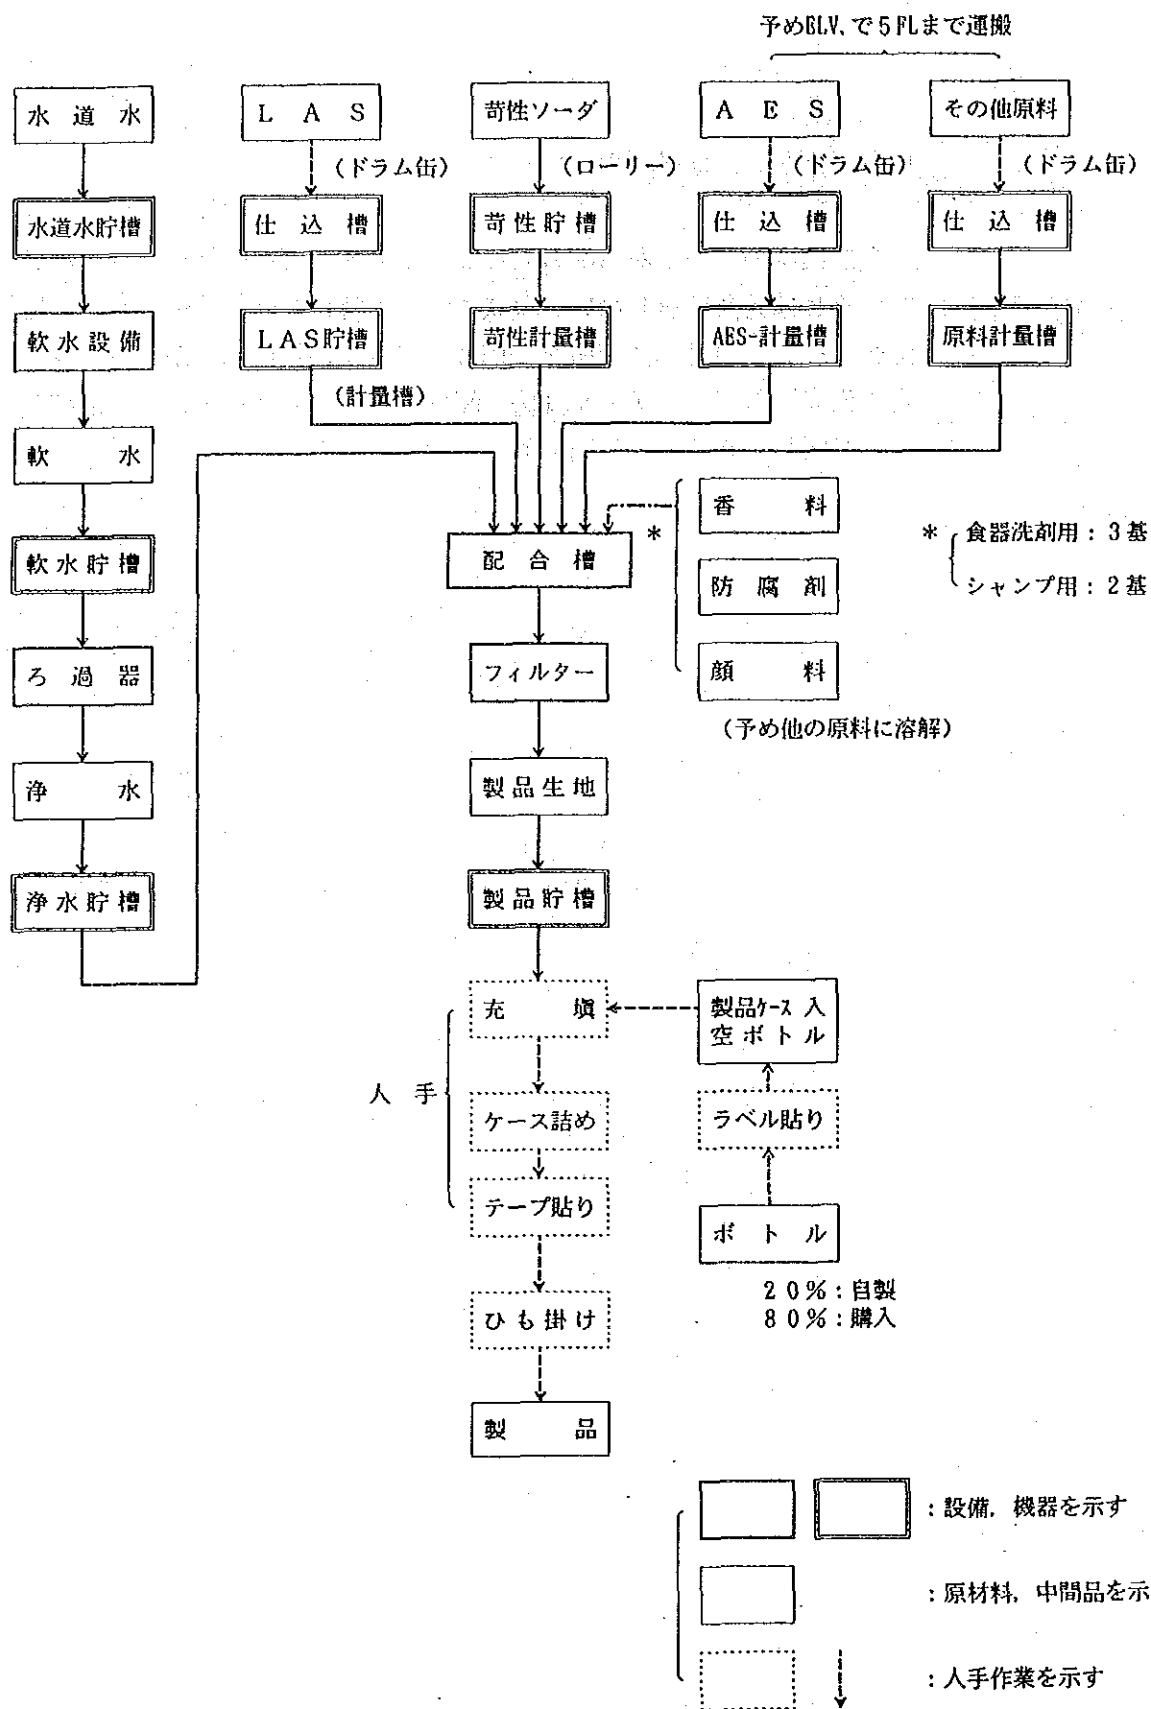 予めELV.で5FLまで運搬
水道水
LAS
苛性ソーダ
AES
その他原料
(ドラム缶)
(ローリー)
(ドラム缶)
(ドラム缶)
水道水貯槽
仕込槽
苛性貯槽
仕込槽
仕込槽
軟水設備
LAS貯槽
苛性計量槽
AES-計量槽
原料計量槽
(計量槽)
軟水
香料
*
* 食器洗剤用:3基
軟水貯槽
配合槽
防腐剤
シャンプ用:2基
ろ過器
フィルター
顔料
(予め他の原料に溶解)
浄水
製品生地
浄水貯槽
製品貯槽
充塡
製品ケース入
空ボトル
人手
ケース詰め
ラベル貼り
テープ貼り
ボトル
20%:自製
80%:購入
ひも掛け
製品
:設備,機器を示す
:原材料,中間品を示
:人手作業を示す